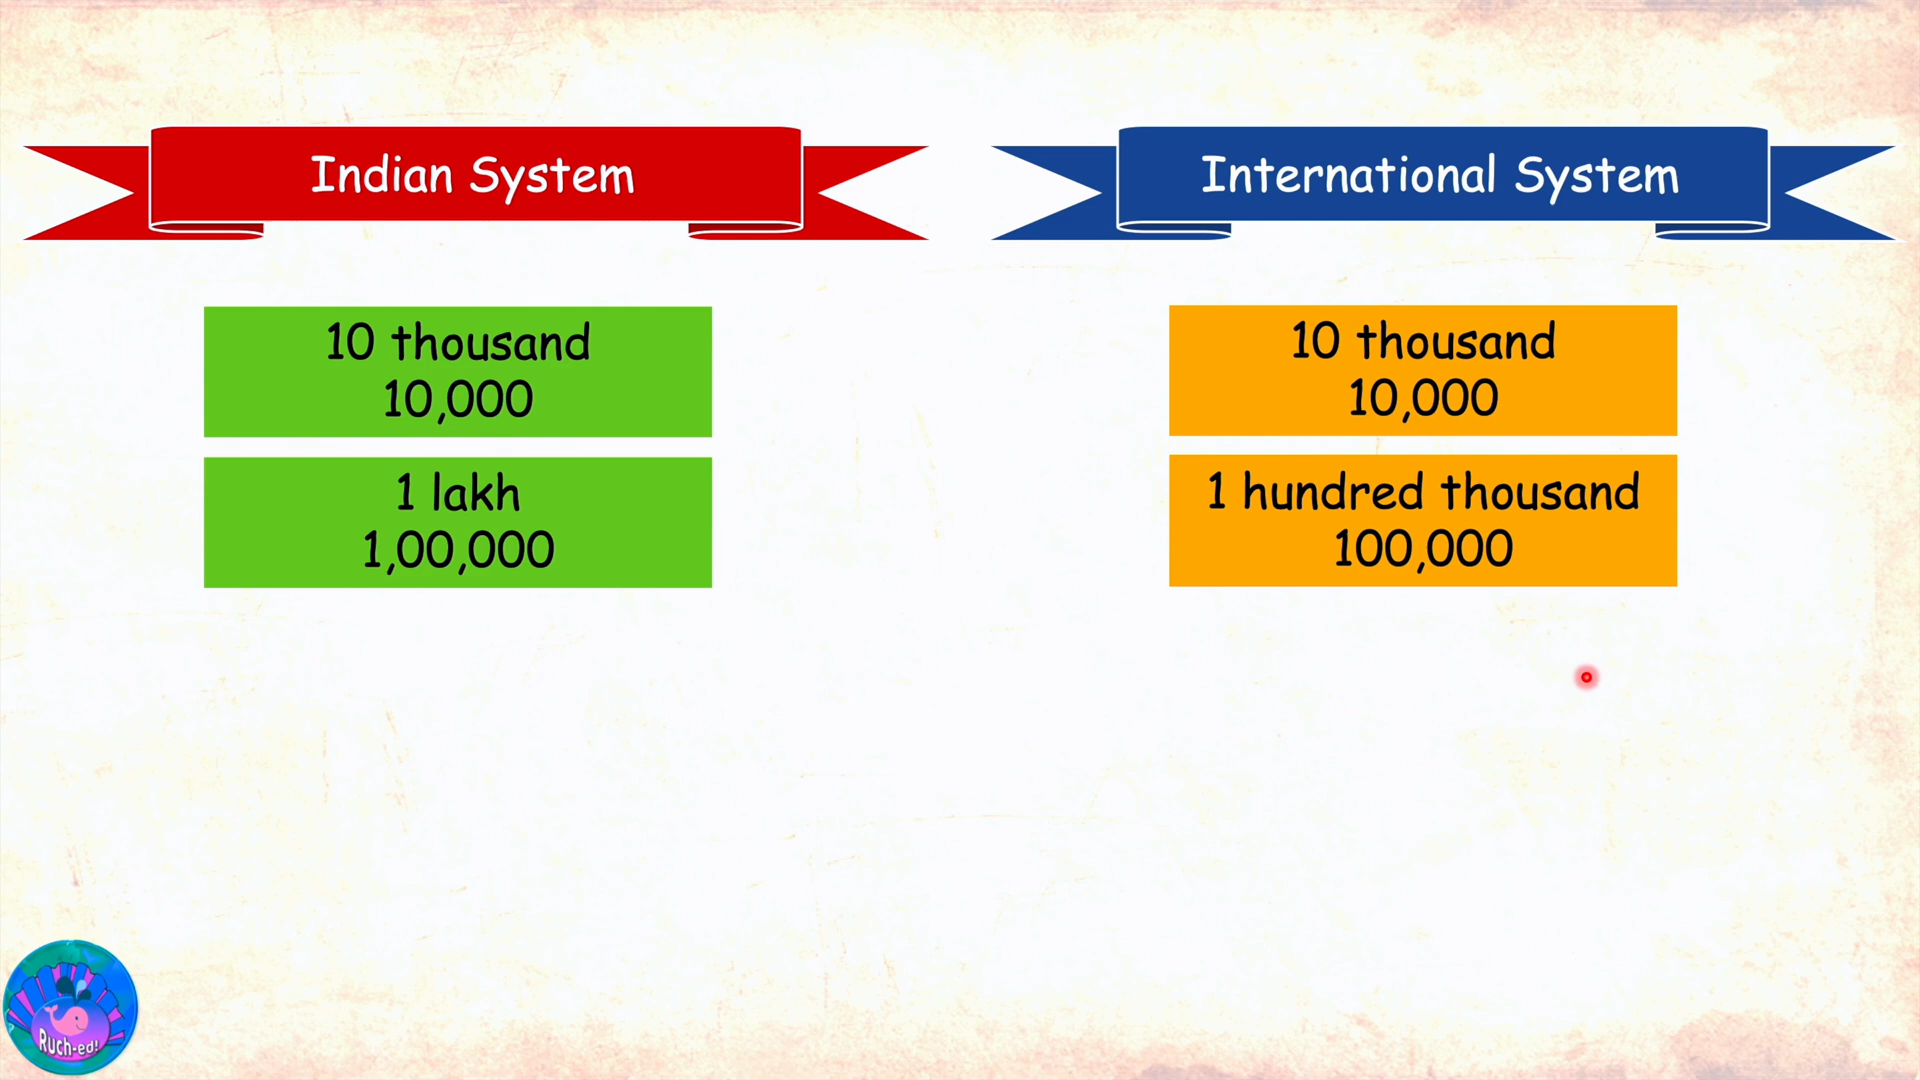 Indian System
International System
10 thousand
10,000
10 thousand
10,000
1 lakh
1,00,000
1 hundred thousand
100,000
Ruch-ed!